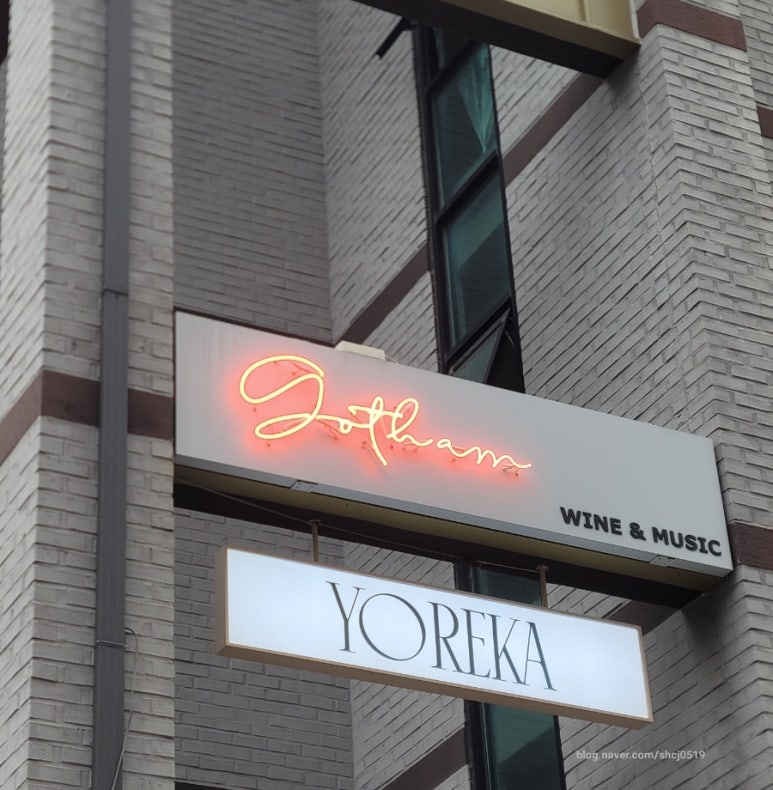 Gotham
WINE & MUSIC
YOREKA
blog.naver.com/shcj0519